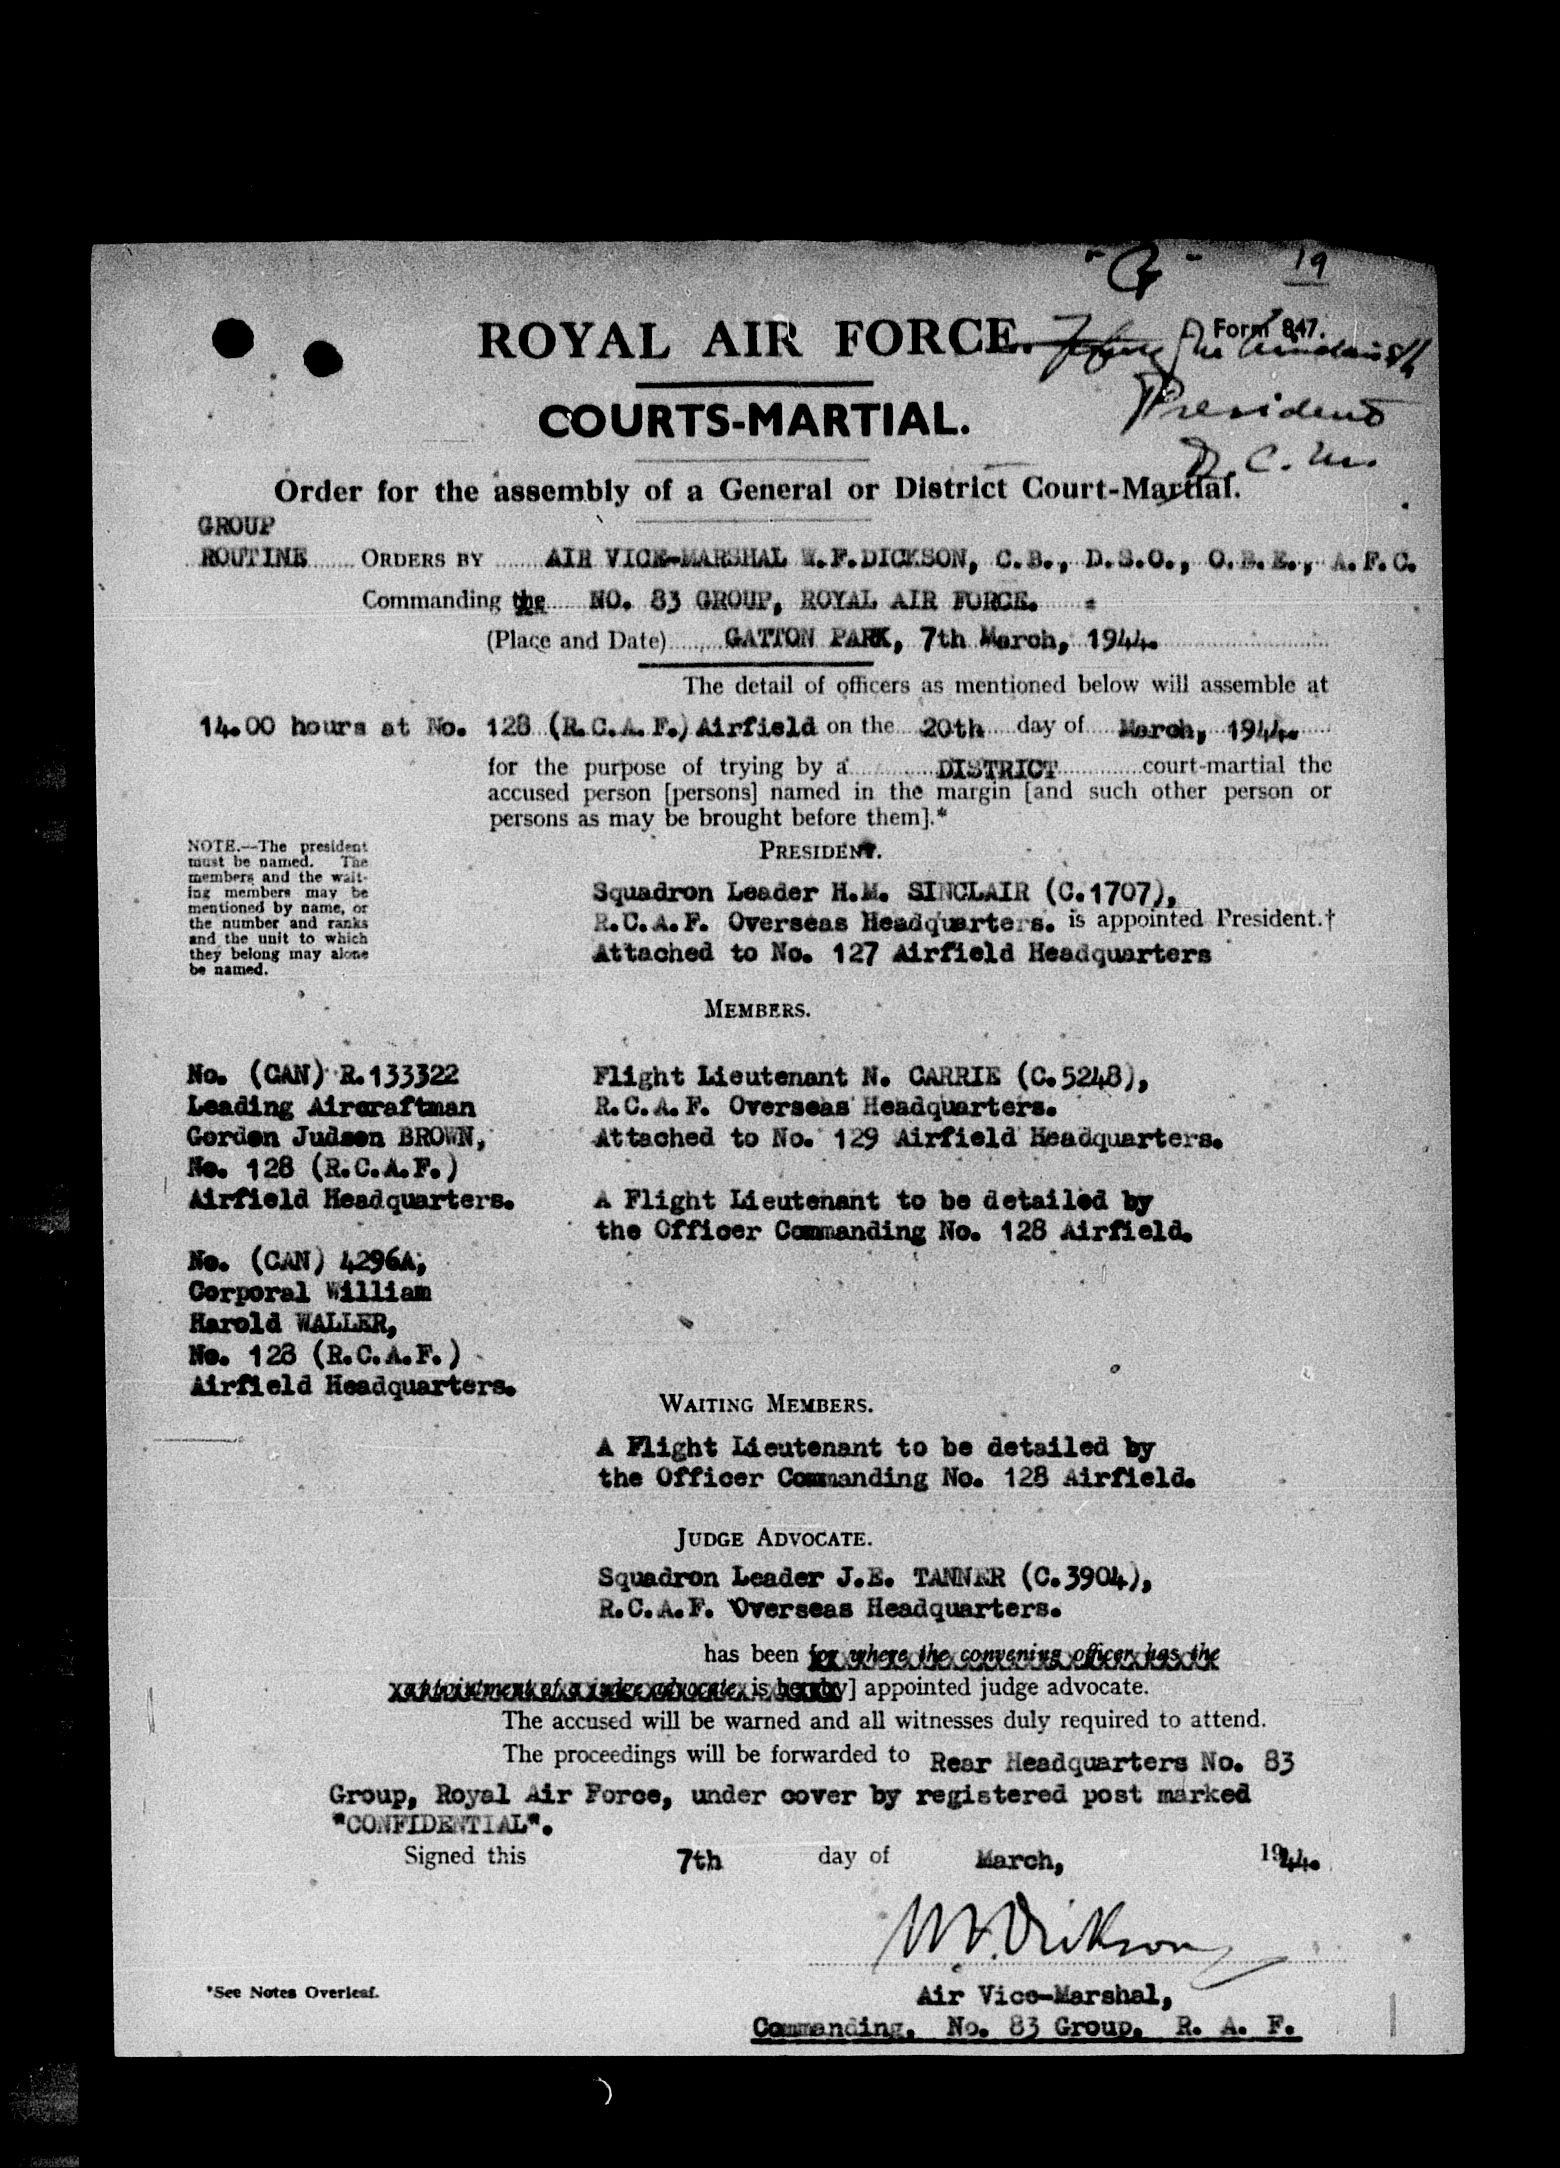 19
Form 847.
ROYAL AIR FORCE.
President
D. C. M.
COURTS-MARTIAL.
Order for the assembly of a General or District Court-Martial.
GROUP
ROUTINE ORDERS BY AIR VICE-MARSHAL W.F.DICKSON, C.B., D.S.O., O.B.E., A.F.C.
Commanding the NO. 83 GROUP, ROYAL AIR FORCE.
(Place and Date) GATTON PARK, 7th March, 1944.
The detail of officers as mentioned below will assemble at
14.00 hours at No. 128 (R.C.A.F.) Airfield on the 20th day of March, 1944.
for the purpose of trying by a DISTRICT court-martial the
accused person [persons] named in the margin [and such other person or
persons as may be brought before them].*
NOTE.—The president
must be named. The
members and the wait-
ing members may be
mentioned by name, or
the number and ranks
and the unit to which
they belong may alone
be named.
PRESIDENT.
Squadron Leader H.M. SINCLAIR (C.1707),
R.C.A.F. Overseas Headquarters. is appointed President.†
Attached to No. 127 Airfield Headquarters
MEMBERS.
No. (CAN) R.133322
Leading Aircraftman
Gordon Judson BROWN,
No. 128 (R.C.A.F.)
Airfield Headquarters.
No. (CAN) 4296A,
Corporal William
Harold WALLER,
No. 128 (R.C.A.F.)
Airfield Headquarters.
Flight Lieutenant N. CARRIE (C.5248),
R.C.A.F. Overseas Headquarters.
Attached to No. 129 Airfield Headquarters.
A Flight Lieutenant to be detailed by
the Officer Commanding No. 128 Airfield.
WAITING MEMBERS.
A Flight Lieutenant to be detailed by
the Officer Commanding No. 128 Airfield.
JUDGE ADVOCATE.
Squadron Leader J.E. TANNER (C.3904),
R.C.A.F. Overseas Headquarters.
has been [or where the convening officer has the
appointment of a judge advocate, is hereby] appointed judge advocate.
The accused will be warned and all witnesses duly required to attend.
The proceedings will be forwarded to Rear Headquarters No. 83
Group, Royal Air Force, under cover by registered post marked
"CONFIDENTIAL".
Signed this 7th day of March, 1944.
W.F. Dickson
*See Notes Overleaf.
Air Vice-Marshal,
Commanding, No. 83 Group, R. A. F.